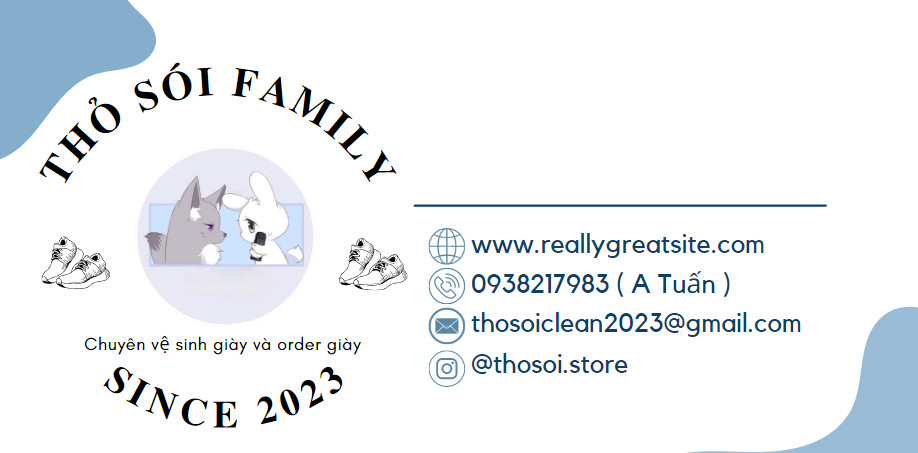 THỎ SÓI FAMILY
Chuyên vệ sinh giày và order giày
SINCE 2023
www.reallygreatsite.com
0938217983 ( A Tuấn )
thosoiclean2023@gmail.com
@thosoi.store